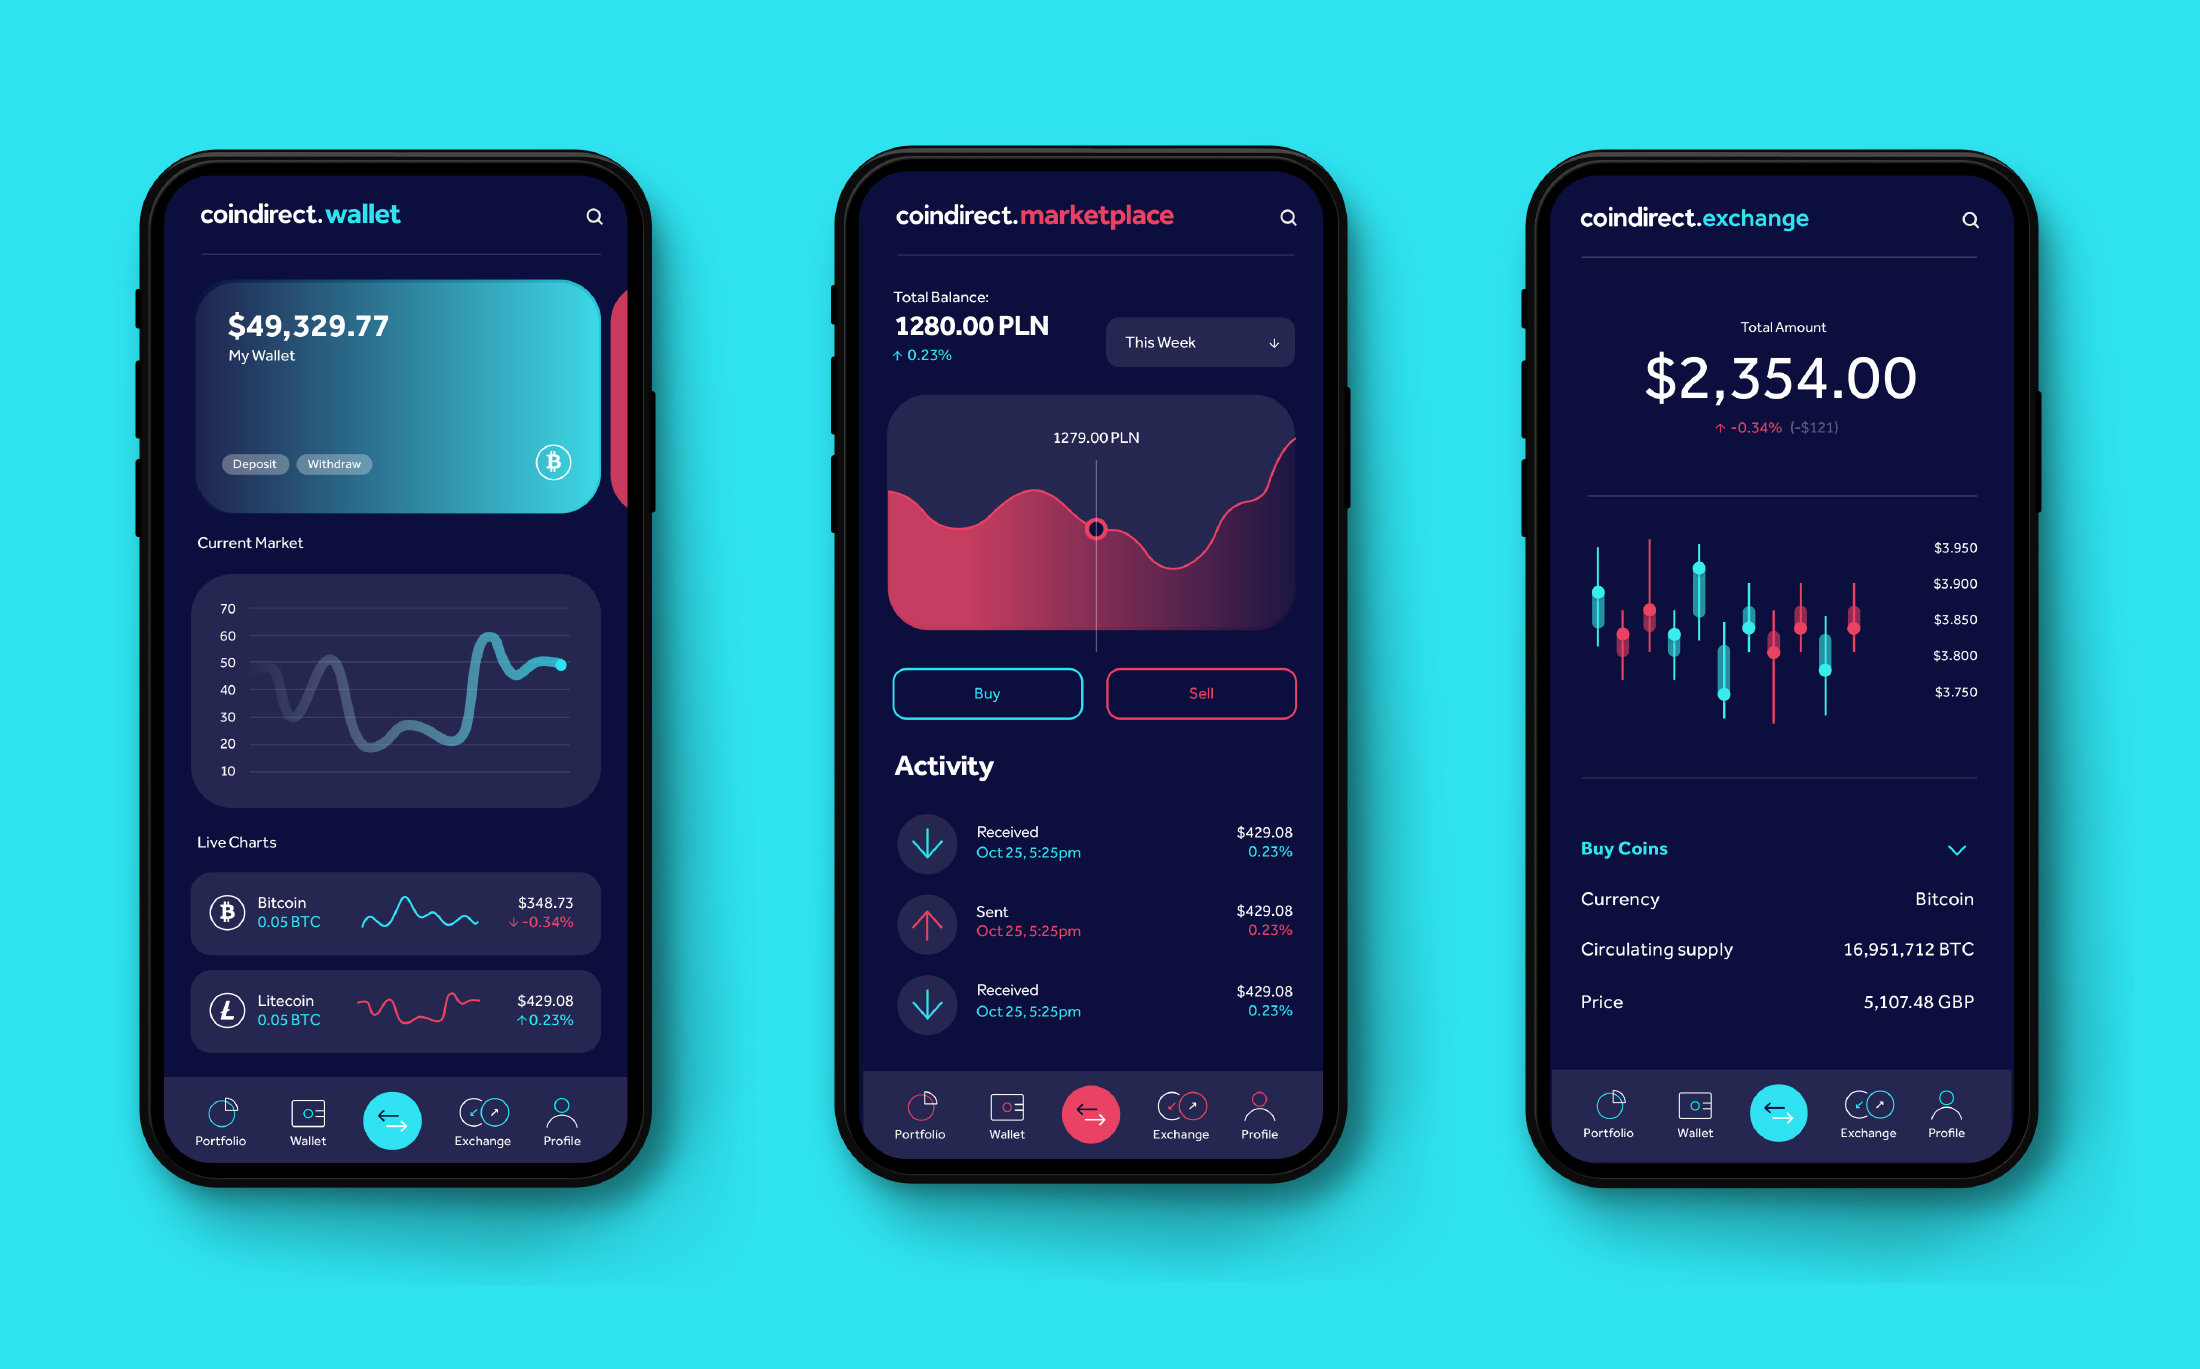 coindirect.wallet
$49,329.77
My Wallet
Deposit
Withdraw
Current Market
70
60
50
40
30
20
10
Live Charts
Bitcoin
$348.73
0.05 BTC
↓ -0.34%
Litecoin
$429.08
0.05 BTC
↑0.23%
Portfolio
Wallet
Exchange
Profile
coindirect.marketplace
Total Balance:
1280.00 PLN
↑ 0.23%
This Week ↓
1279.00 PLN
Buy
Sell
Activity
Received
$429.08
Oct 25, 5:25pm
0.23%
Sent
$429.08
Oct 25, 5:25pm
0.23%
Received
$429.08
Oct 25, 5:25pm
0.23%
Portfolio
Wallet
Exchange
Profile
coindirect.exchange
Total Amount
$2,354.00
↑ -0.34% (-$121)
$3.950
$3.900
$3.850
$3.800
$3.750
Buy Coins
Currency
Bitcoin
Circulating supply
16,951,712 BTC
Price
5,107.48 GBP
Portfolio
Wallet
Exchange
Profile